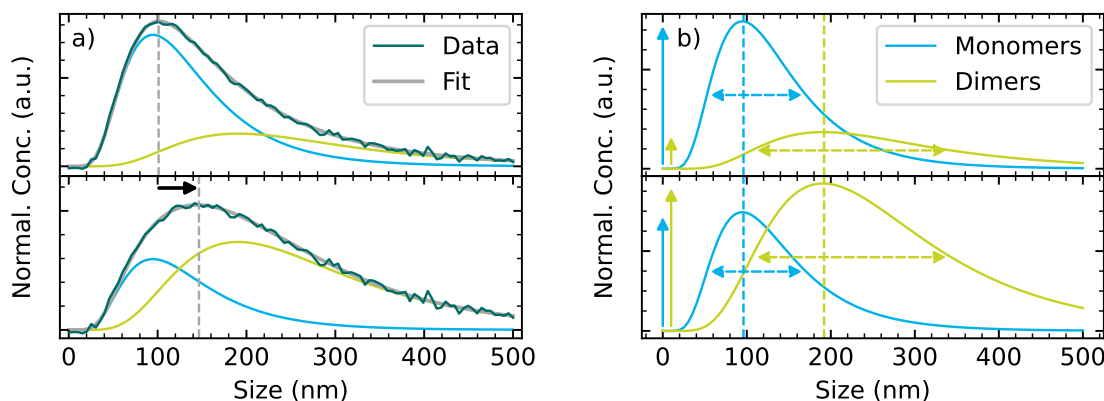 a)
Data
Fit
Normal. Conc. (a.u.)
0 100 200 300 400 500
Size (nm)
b)
Monomers
Dimers
Normal. Conc. (a.u.)
0 100 200 300 400 500
Size (nm)